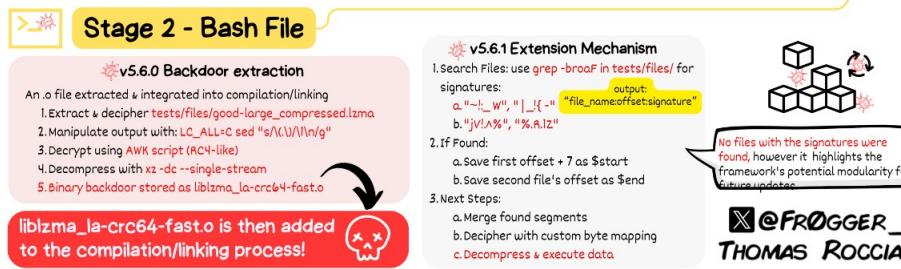 Stage 2 - Bash File
v5.6.0 Backdoor extraction
An .o file extracted & integrated into compilation/linking
1. Extract & decipher tests/files/good-large_compressed.lzma
2. Manipulate output with: LC_ALL=C sed "s/\(.\)/\1\n/g"
3. Decrypt using AWK script (RC4-like)
4. Decompress with xz -dc --single-stream
5. Binary backdoor stored as liblzma_la-crc64-fast.o
liblzma_la-crc64-fast.o is then added
to the compilation/linking process!
v5.6.1 Extension Mechanism
1. Search Files: use grep -broaF in tests/files/ for
signatures:
a. "~!:_ W", "|_!{ -"
b. "jV!.^%", "%.R.1Z"
output:
"file_name:offset:signature"
2. If Found:
a. Save first offset + 7 as $start
b. Save second file's offset as $end
3. Next Steps:
a. Merge found segments
b. Decipher with custom byte mapping
c. Decompress & execute data
No files with the signatures were
found, however it highlights the
framework's potential modularity f
future updates.
@FR0GGER_
THOMAS ROCCIA